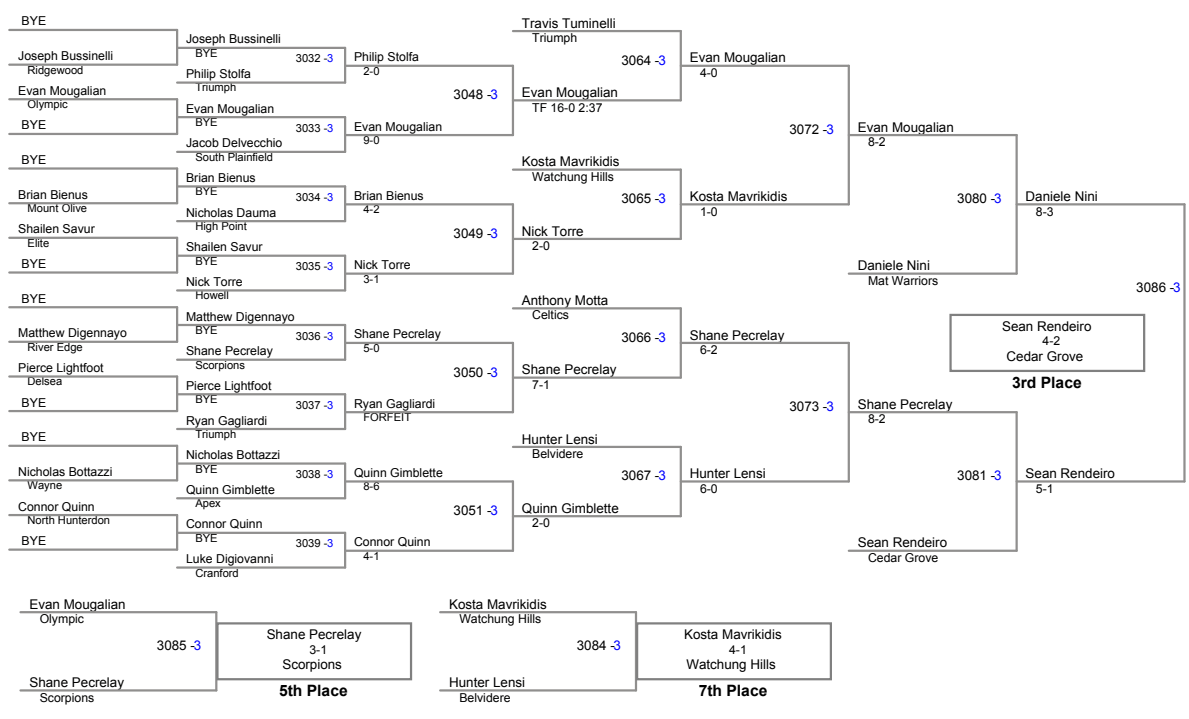 BYE
Joseph Bussinelli
Ridgewood
Evan Mougalian
Olympic
BYE
BYE
Brian Bienus
Mount Olive
Shailen Savur
Elite
BYE
BYE
Matthew Digennayo
River Edge
Pierce Lightfoot
Delsea
BYE
BYE
Nicholas Bottazzi
Wayne
Connor Quinn
North Hunterdon
BYE
Joseph Bussinelli
BYE
3032 -3
Philip Stolfa
Triumph
Evan Mougalian
BYE
3033 -3
Jacob Delvecchio
South Plainfield
Brian Bienus
BYE
3034 -3
Nicholas Dauma
High Point
Shailen Savur
BYE
3035 -3
Nick Torre
Howell
Matthew Digennayo
BYE
3036 -3
Shane Pecrelay
Scorpions
Pierce Lightfoot
BYE
3037 -3
Ryan Gagliardi
Triumph
Nicholas Bottazzi
BYE
3038 -3
Quinn Gimblette
Apex
Connor Quinn
BYE
3039 -3
Luke Digiovanni
Cranford
Philip Stolfa
2-0
3048 -3
Evan Mougalian
9-0
Brian Bienus
4-2
3049 -3
Nick Torre
3-1
Shane Pecrelay
5-0
3050 -3
Ryan Gagliardi
FORFEIT
Quinn Gimblette
8-6
3051 -3
Connor Quinn
4-1
Travis Tuminelli
Triumph
3064 -3
Evan Mougalian
TF 16-0 2:37
Kosta Mavrikidis
Watchung Hills
3065 -3
Nick Torre
2-0
Anthony Motta
Celtics
3066 -3
Shane Pecrelay
7-1
Hunter Lensi
Belvidere
3067 -3
Quinn Gimblette
2-0
Evan Mougalian
4-0
3072 -3
Kosta Mavrikidis
1-0
Shane Pecrelay
6-2
3073 -3
Hunter Lensi
6-0
Evan Mougalian
8-2
3080 -3
Daniele Nini
Mat Warriors
Shane Pecrelay
8-2
3081 -3
Sean Rendeiro
Cedar Grove
Daniele Nini
8-3
3086 -3
Sean Rendeiro
5-1
Sean Rendeiro
4-2
Cedar Grove
3rd Place
Evan Mougalian
Olympic
3085 -3
Shane Pecrelay
Scorpions
Shane Pecrelay
3-1
Scorpions
5th Place
Kosta Mavrikidis
Watchung Hills
3084 -3
Hunter Lensi
Belvidere
Kosta Mavrikidis
4-1
Watchung Hills
7th Place